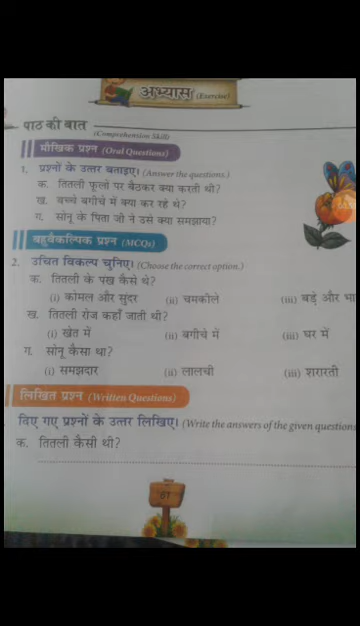 अभ्यास (Exercise)
पाठ की बात
(Comprehension Skill)
मौखिक प्रश्न (Oral Questions)
1. प्रश्नों के उत्तर बताइए। (Answer the questions.)
क. तितली फूलों पर बैठकर क्या करती थी?
ख. बच्चे बगीचे में क्या कर रहे थे?
ग. सोनू के पिता जी ने उसे क्या समझाया?
बहुवैकल्पिक प्रश्न (MCQs)
2. उचित विकल्प चुनिए। (Choose the correct option.)
क. तितली के पंख कैसे थे?
(i) कोमल और सुंदर (ii) चमकीले (iii) बड़े और भा
ख. तितली रोज कहाँ जाती थी?
(i) खेत में (ii) बगीचे में (iii) घर में
ग. सोनू कैसा था?
(i) समझदार (ii) लालची (iii) शरारती
लिखित प्रश्न (Written Questions)
दिए गए प्रश्नों के उत्तर लिखिए। (Write the answers of the given question
क. तितली कैसी थी?